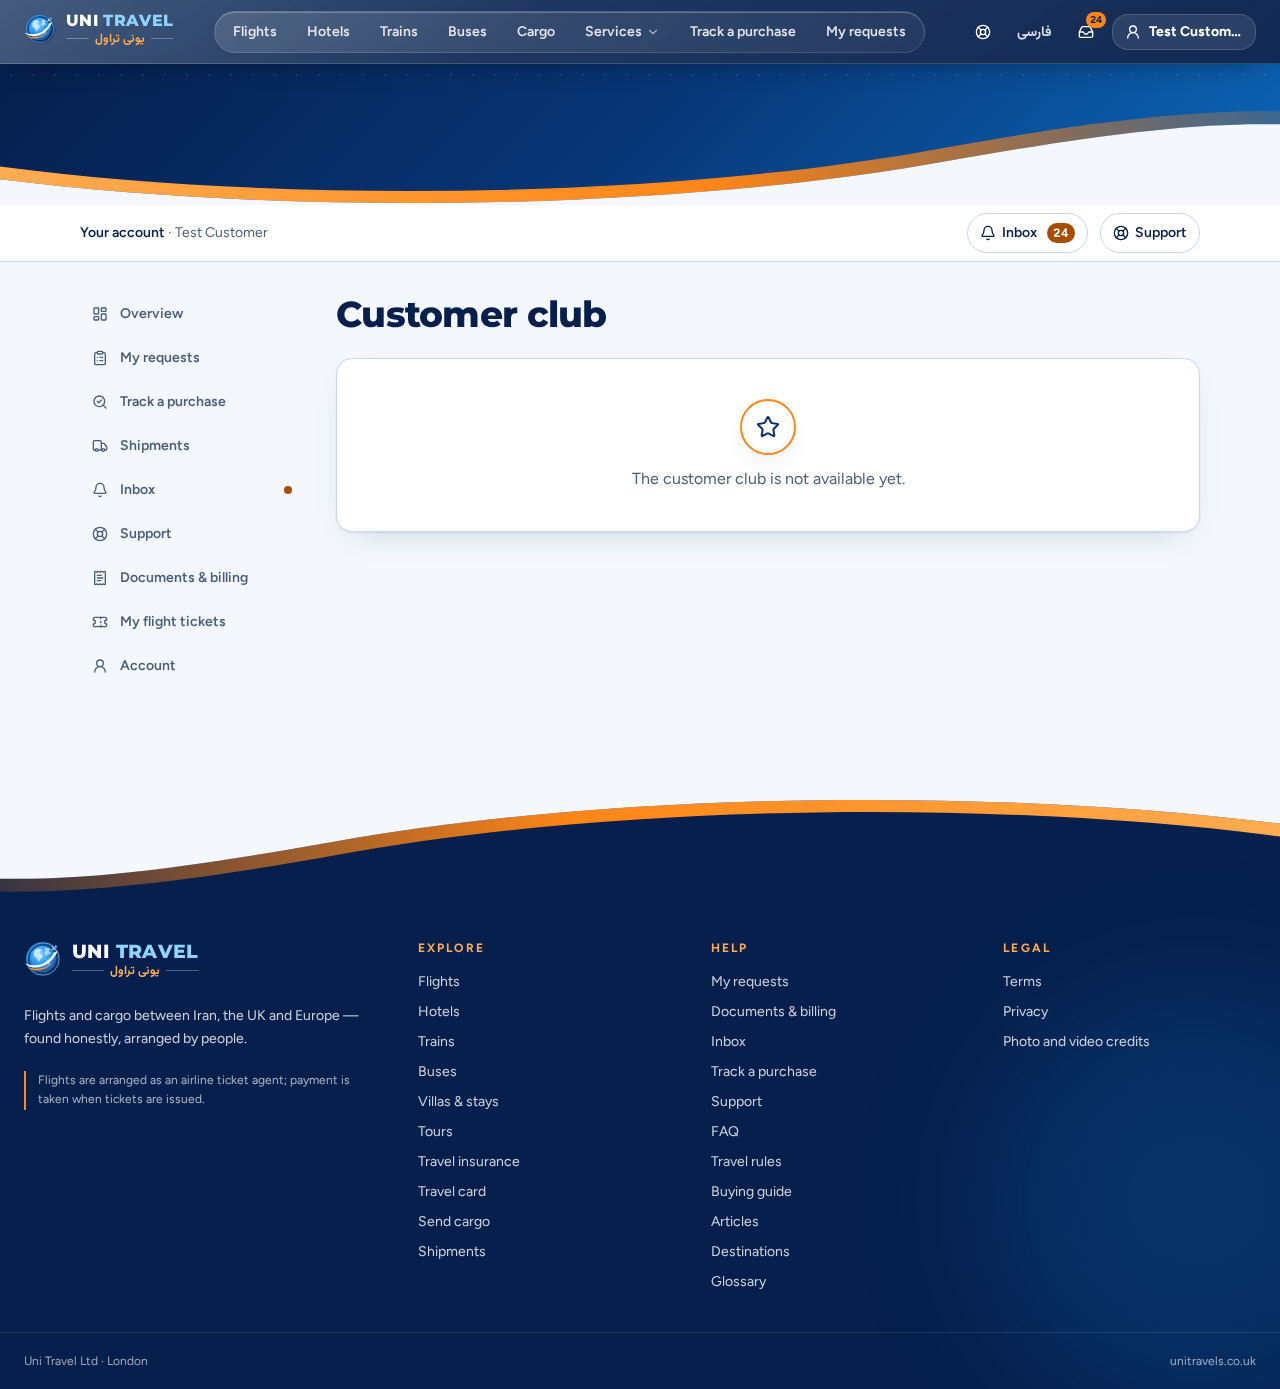 UNI TRAVEL
یونی تراول
Flights
Hotels
Trains
Buses
Cargo
Services
Track a purchase
My requests
فارسی
24
Test Custom...
Your account · Test Customer
Inbox 24
Support
Overview
My requests
Track a purchase
Shipments
Inbox
Support
Documents & billing
My flight tickets
Account
Customer club
The customer club is not available yet.
UNI TRAVEL
یونی تراول
Flights and cargo between Iran, the UK and Europe —
found honestly, arranged by people.
Flights are arranged as an airline ticket agent; payment is
taken when tickets are issued.
EXPLORE
Flights
Hotels
Trains
Buses
Villas & stays
Tours
Travel insurance
Travel card
Send cargo
Shipments
HELP
My requests
Documents & billing
Inbox
Track a purchase
Support
FAQ
Travel rules
Buying guide
Articles
Destinations
Glossary
LEGAL
Terms
Privacy
Photo and video credits
Uni Travel Ltd · London
unitravels.co.uk